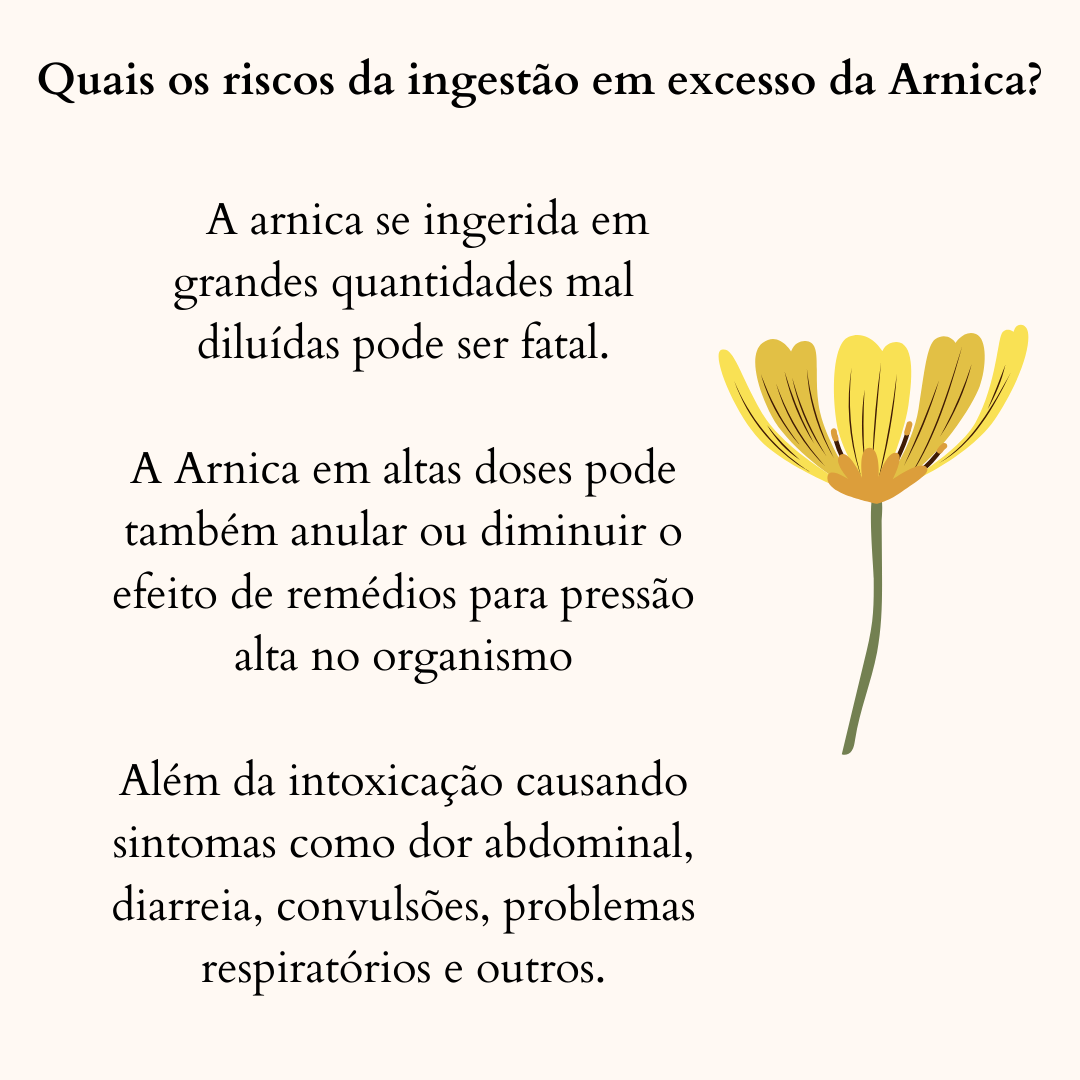 Quais os riscos da ingestão em excesso da Arnica?
A arnica se ingerida em
grandes quantidades mal
diluídas pode ser fatal.
A Arnica em altas doses pode
também anular ou diminuir o
efeito de remédios para pressão
alta no organismo
Além da intoxicação causando
sintomas como dor abdominal,
diarreia, convulsões, problemas
respiratórios e outros.